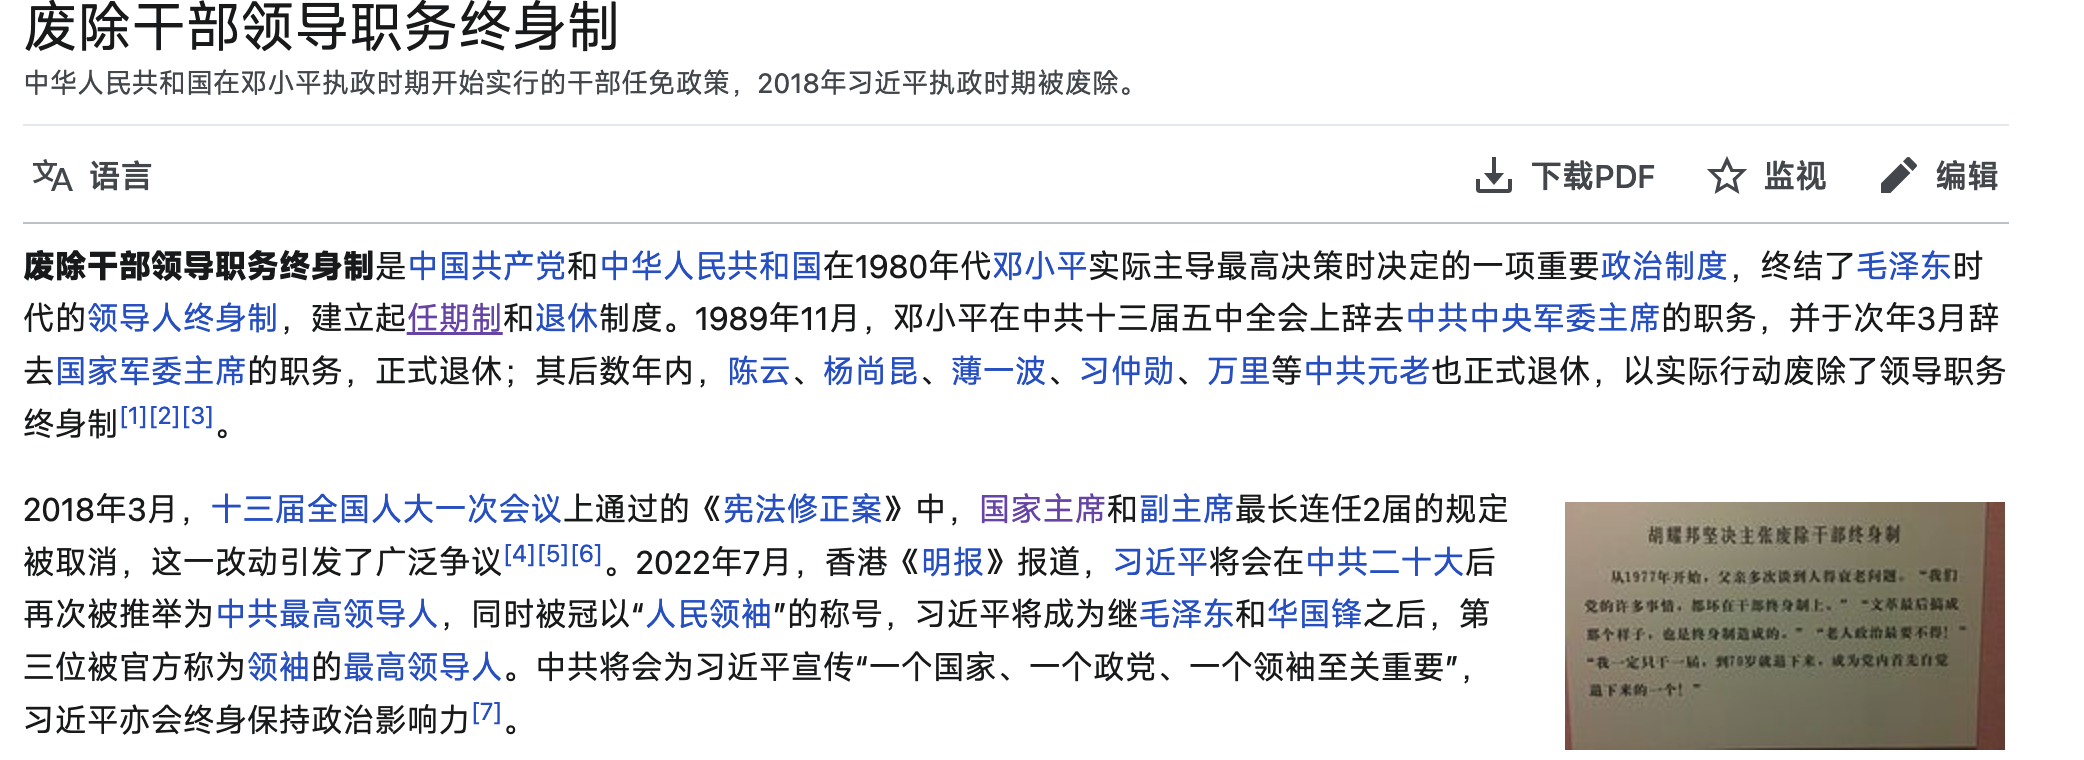 废除干部领导职务终身制
中华人民共和国在邓小平执政时期开始实行的干部任免政策，2018年习近平执政时期被废除。
语言
下载PDF
监视
编辑
废除干部领导职务终身制是中国共产党和中华人民共和国在1980年代邓小平实际主导最高决策时决定的一项重要政治制度，终结了毛泽东时
代的领导人终身制，建立起任期制和退休制度。1989年11月，邓小平在中共十三届五中全会上辞去中共中央军委主席的职务，并于次年3月辞
去国家军委主席的职务，正式退休；其后数年内，陈云、杨尚昆、薄一波、习仲勋、万里等中共元老也正式退休，以实际行动废除了领导职务
终身制[1][2][3]。
2018年3月，十三届全国人大一次会议上通过的《宪法修正案》中，国家主席和副主席最长连任2届的规定
被取消，这一改动引发了广泛争议[4][5][6]。2022年7月，香港《明报》报道，习近平将会在中共二十大后
再次被推举为中共最高领导人，同时被冠以“人民领袖”的称号，习近平将成为继毛泽东和华国锋之后，第
三位被官方称为领袖的最高领导人。中共将会为习近平宣传“一个国家、一个政党、一个领袖至关重要”，
习近平亦会终身保持政治影响力[7]。
胡耀邦坚决主张废除干部终身制
从1977年开始，父亲多次谈到人得衰老问题。“我们
党的许多事情，都坏在干部终身制上。”“文革最后搞成
那个样子，也是终身制造成的。”“老人政治最要不得！”
“我一定只干一届，到70岁就退下来，成为党内首先自觉
退下来的一个！”